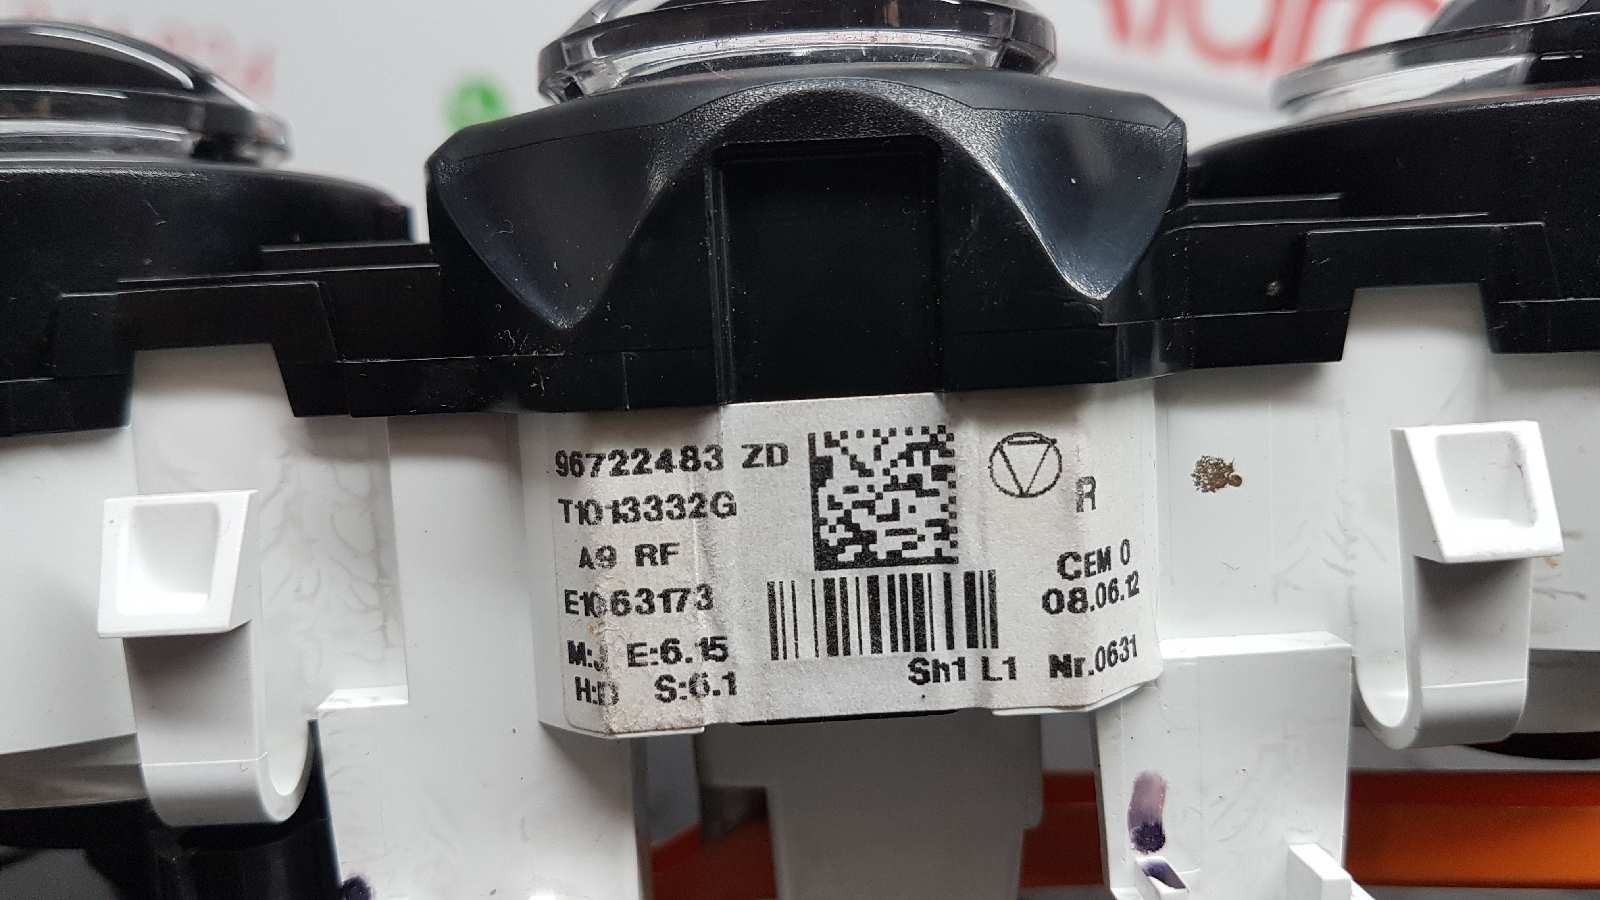 96722483 ZD
T1013332G
A9 RF
E1063173
M:J E:6.15
H:D S:6.1
R
CEM 0
08.06.12
Sh1 L1 Nr.0631